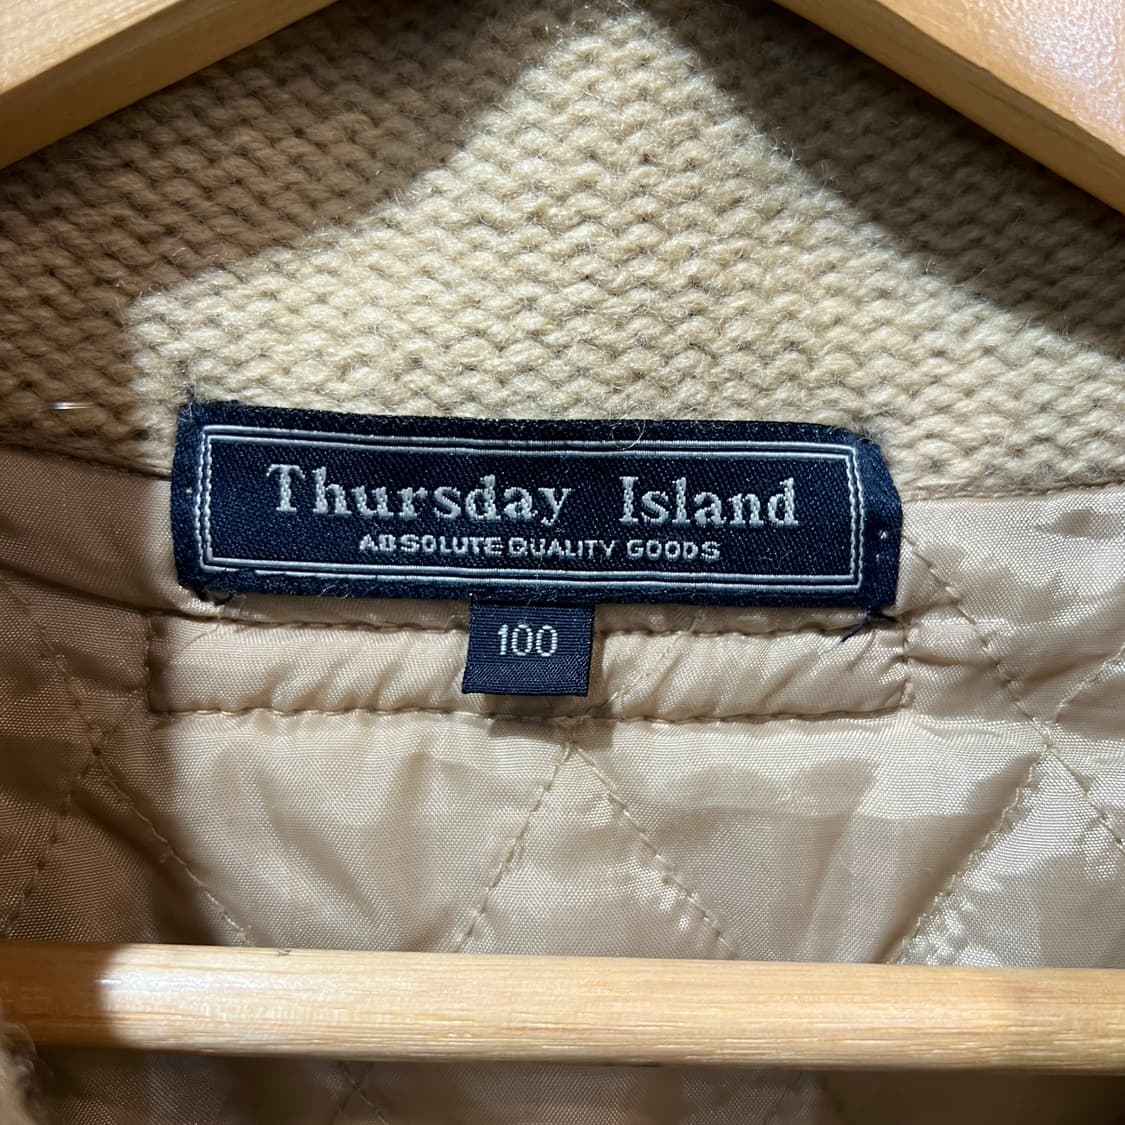 Thursday Island
ABSOLUTE QUALITY GOODS
100